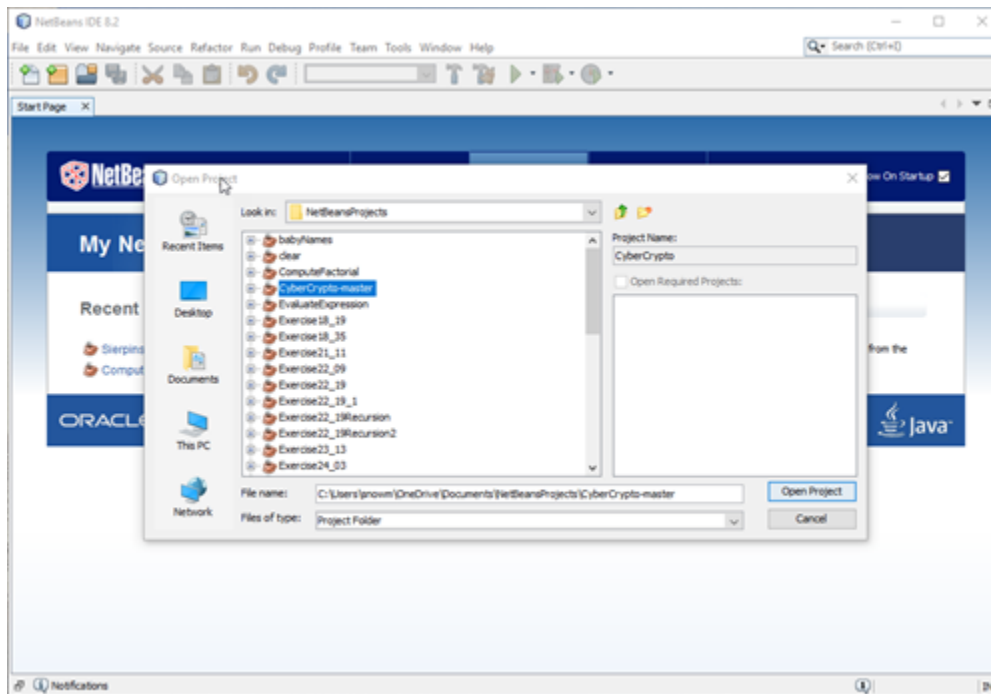 NetBeans IDE 8.2
File Edit View Navigate Source Refactor Run Debug Profile Team Tools Window Help
Search (Ctrl+I)
Start Page X
NetBe
ow On Startup
My Ne
Recent
Sierpins
Comput
from the
ORACL
Java
Open Project
Look in: NetBeansProjects
Recent Items
Desktop
Documents
This PC
Network
babyNames
clear
ComputeFactorial
CyberCrypto-master
EvaluateExpression
Exercise18_19
Exercise18_35
Exercise21_11
Exercise22_09
Exercise22_19
Exercise22_19_1
Exercise22_19Recursion
Exercise22_19Recursion2
Exercise23_13
Exercise24_03
Project Name:
CyberCrypto
Open Required Projects:
File name: C:\Users\snowm\OneDrive\Documents\NetBeansProjects\CyberCrypto-master
Open Project
Files of type: Project Folder
Cancel
Notifications